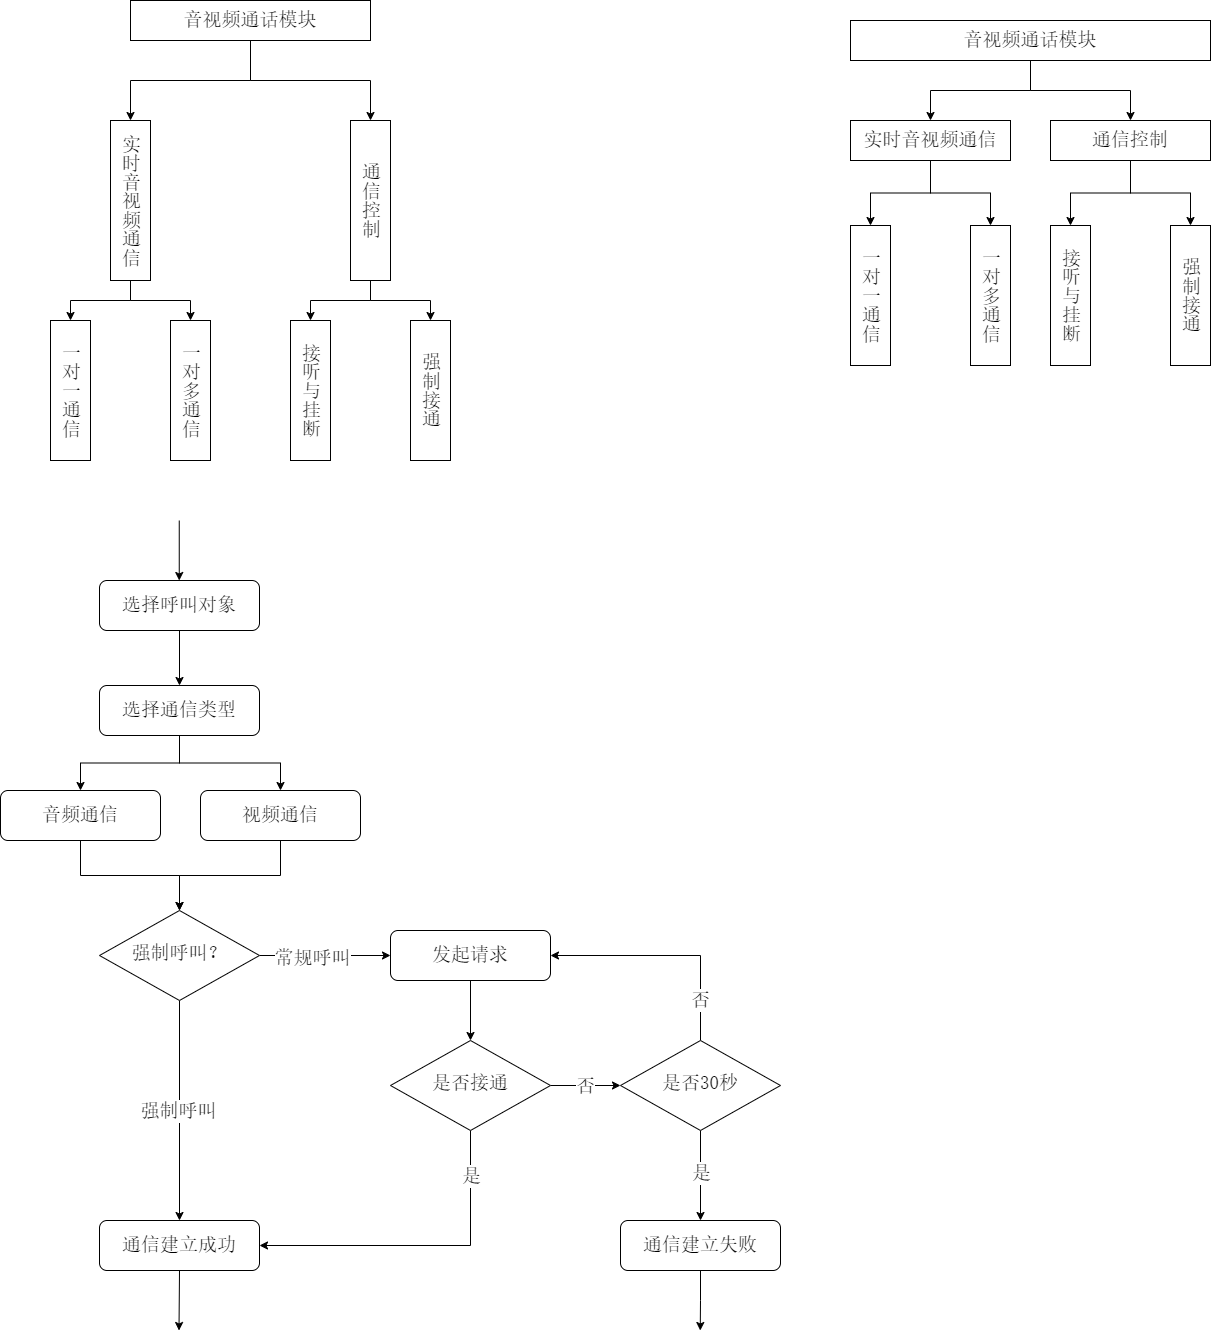 音视频通话模块
实时音视频通信
通信控制
一对一通信
一对多通信
接听与挂断
强制接通
音视频通话模块
实时音视频通信
通信控制
一对一通信
一对多通信
接听与挂断
强制接通
选择呼叫对象
选择通信类型
音频通信
视频通信
强制呼叫？
常规呼叫
发起请求
否
是否接通
否
是否30秒
强制呼叫
是
是
通信建立成功
通信建立失败